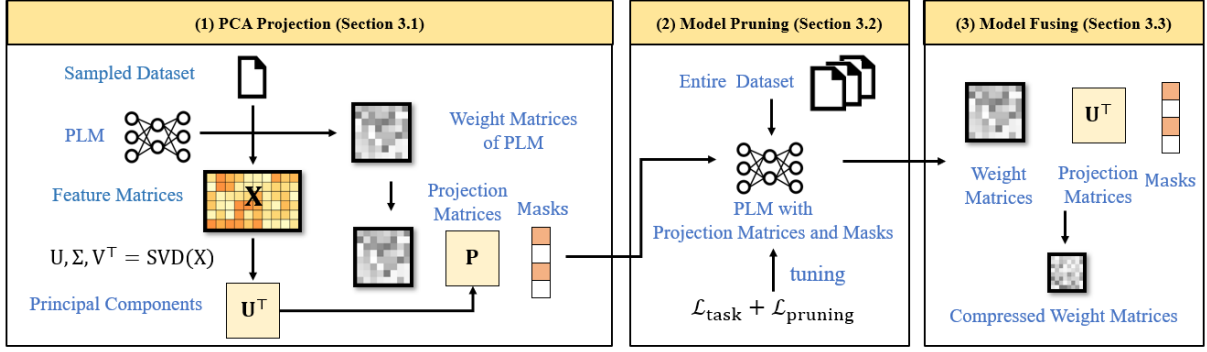 (1) PCA Projection (Section 3.1)
Sampled Dataset
PLM
Weight Matrices
of PLM
Feature Matrices
X
Projection
Matrices
Masks
U, Σ, V⊤ = SVD(X)
P
Principal Components
U⊤
(2) Model Pruning (Section 3.2)
Entire Dataset
PLM with
Projection Matrices and Masks
tuning
ℒtask + ℒpruning
(3) Model Fusing (Section 3.3)
U⊤
Weight
Matrices
Projection
Matrices
Masks
Compressed Weight Matrices